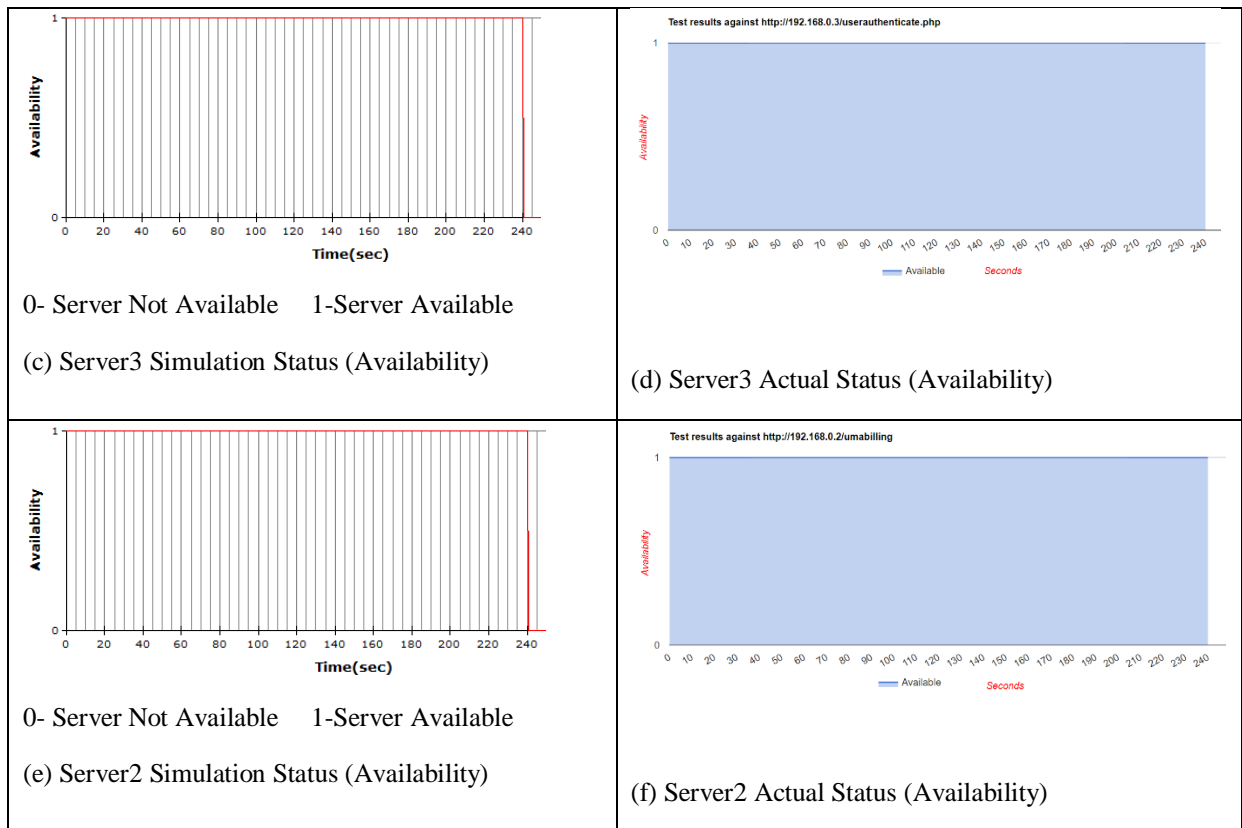 1
Availability
0
0 20 40 60 80 100 120 140 160 180 200 220 240
Time(sec)
0- Server Not Available 1-Server Available
(c) Server3 Simulation Status (Availability)
Test results against http://192.168.0.3/userauthenticate.php
1
Availability
0
0 10 20 30 40 50 60 70 80 90 100 110 120 130 140 150 160 170 180 190 200 210 220 230 240
Available Seconds
(d) Server3 Actual Status (Availability)
1
Availability
0
0 20 40 60 80 100 120 140 160 180 200 220 240
Time(sec)
0- Server Not Available 1-Server Available
(e) Server2 Simulation Status (Availability)
Test results against http://192.168.0.2/umabilling
1
Availability
0
0 10 20 30 40 50 60 70 80 90 100 110 120 130 140 150 160 170 180 190 200 210 220 230 240
Available Seconds
(f) Server2 Actual Status (Availability)